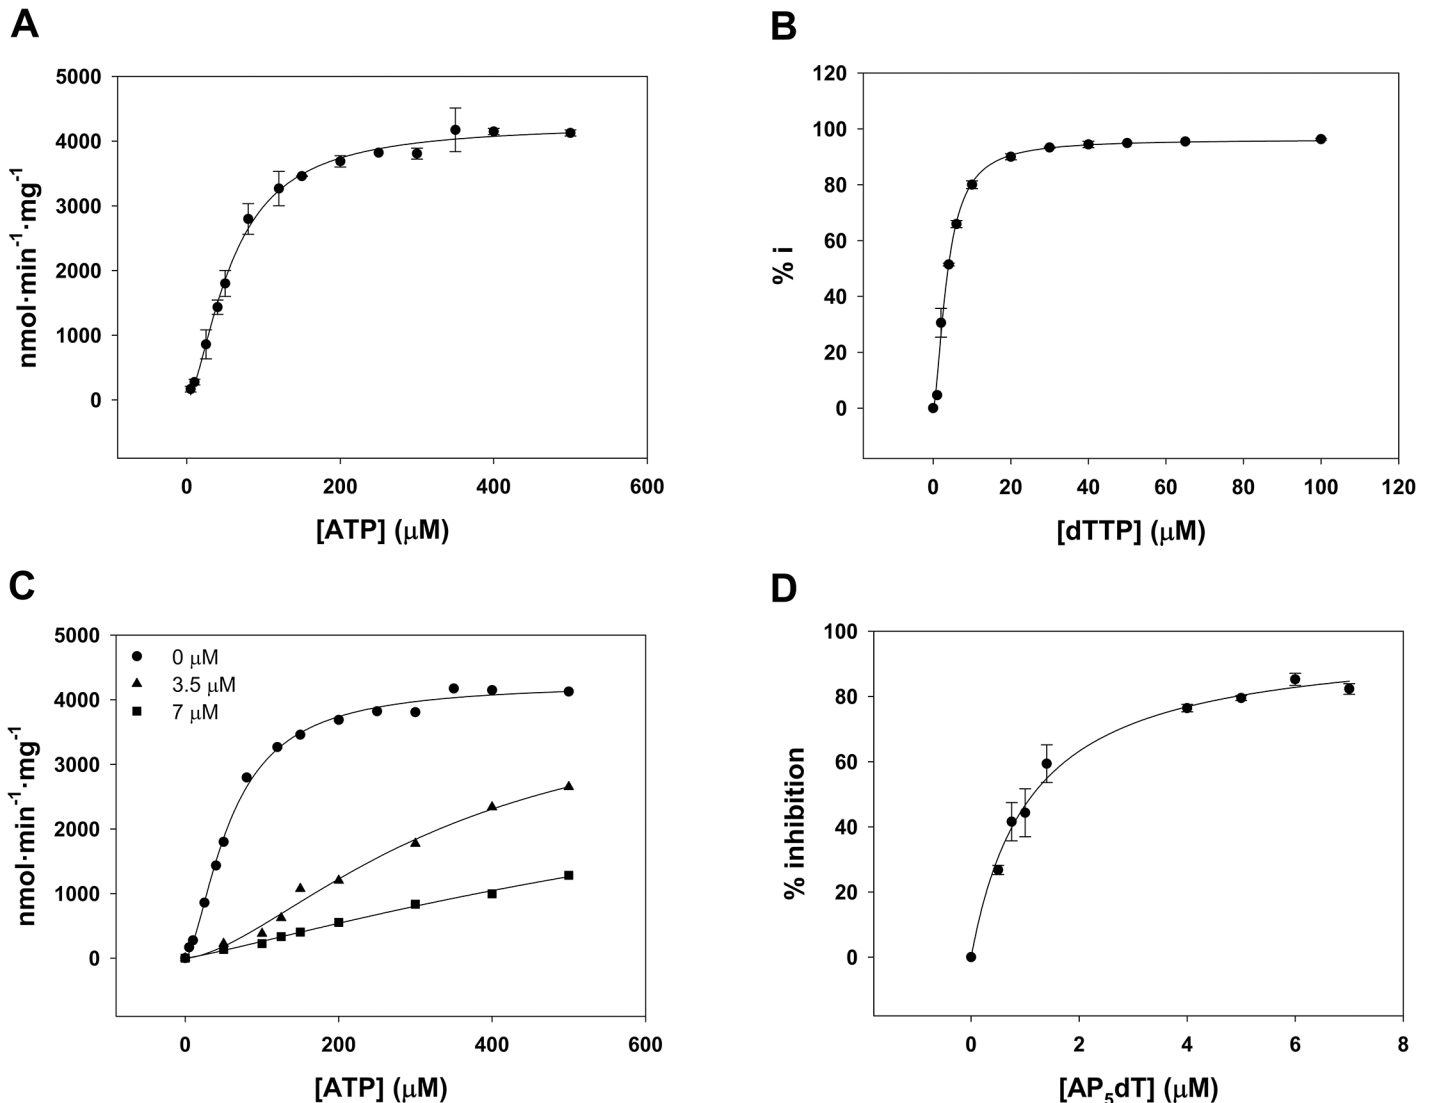 A
5000
4000
3000
2000
1000
0
nmol·min-1·mg-1
0 200 400 600
[ATP] (μM)
B
120
100
80
60
40
20
0
% i
0 20 40 60 80 100 120
[dTTP] (μM)
C
5000
4000
3000
2000
1000
0
nmol·min-1·mg-1
0 μM
3.5 μM
7 μM
0 200 400 600
[ATP] (μM)
D
100
80
60
40
20
0
% inhibition
0 2 4 6 8
[AP5dT] (μM)